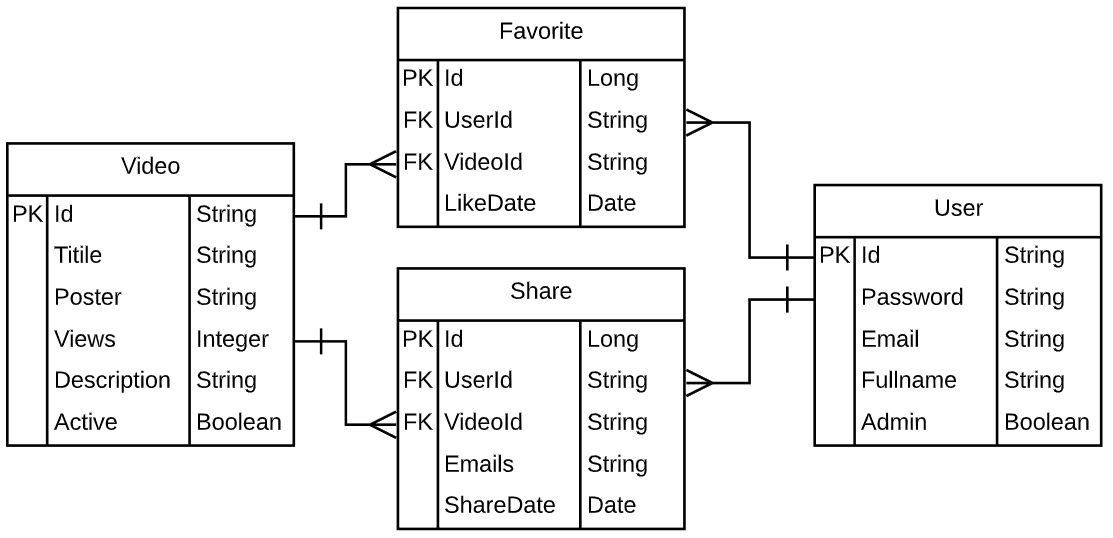 Favorite
PK Id Long
FK UserId String
FK VideoId String
LikeDate Date
Video
PK Id String
Titile String
Poster String
Views Integer
Description String
Active Boolean
Share
PK Id Long
FK UserId String
FK VideoId String
Emails String
ShareDate Date
User
PK Id String
Password String
Email String
Fullname String
Admin Boolean